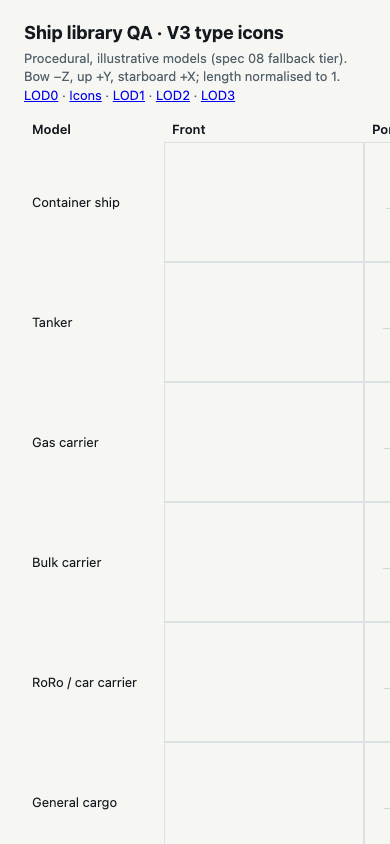 Ship library QA · V3 type icons
Procedural, illustrative models (spec 08 fallback tier).
Bow −Z, up +Y, starboard +X; length normalised to 1.
LOD0 · Icons · LOD1 · LOD2 · LOD3
Model Front Por
Container ship
Tanker
Gas carrier
Bulk carrier
RoRo / car carrier
General cargo